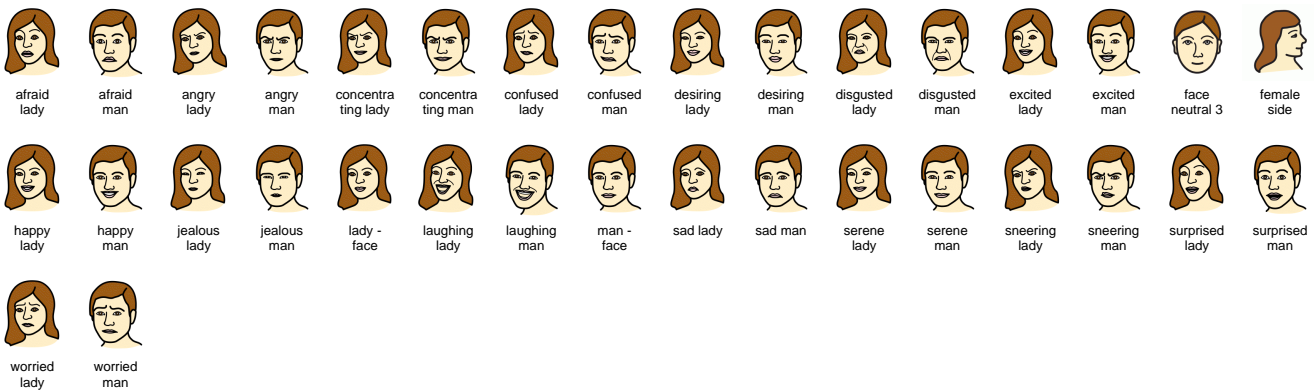 afraid lady
afraid man
angry lady
angry man
concentra ting lady
concentra ting man
confused lady
confused man
desiring lady
desiring man
disgusted lady
disgusted man
excited lady
excited man
face neutral 3
female side
happy lady
happy man
jealous lady
jealous man
lady - face
laughing lady
laughing man
man - face
sad lady
sad man
serene lady
serene man
sneering lady
sneering man
surprised lady
surprised man
worried lady
worried man